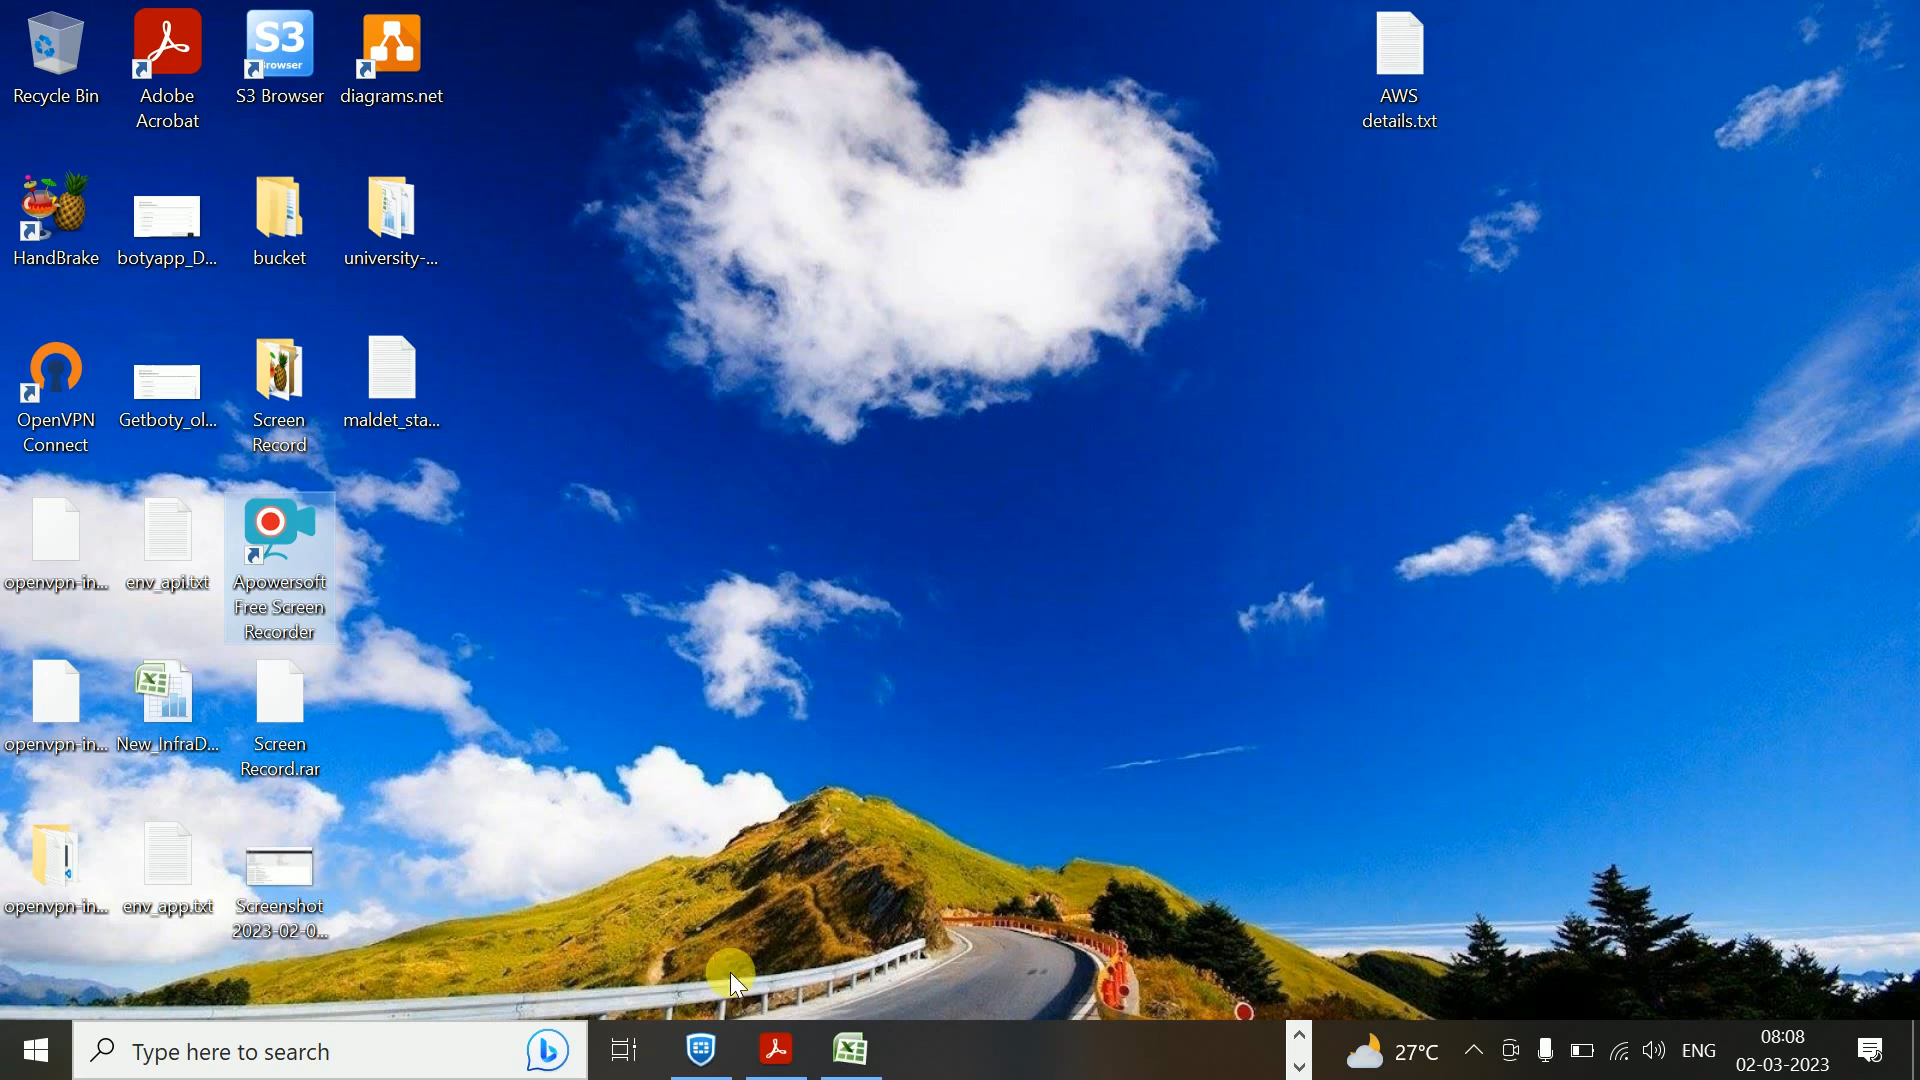 Recycle Bin
Adobe
Acrobat
S3
Browser
S3 Browser
diagrams.net
AWS
details.txt
HandBrake
botyapp_D...
bucket
university-...
OpenVPN
Connect
Getboty_ol...
Screen
Record
maldet_sta...
openvpn-in...
env_api.txt
Apowersoft
Free Screen
Recorder
openvpn-in...
New_InfraD...
Screen
Record.rar
openvpn-in...
env_app.txt
Screenshot
2023-02-0...
Type here to search
27°C
ENG
08:08
02-03-2023